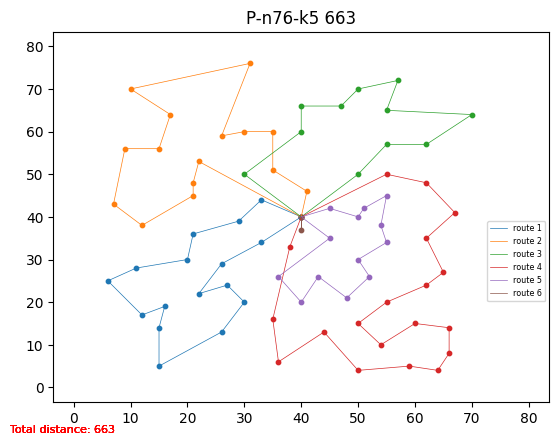 P-n76-k5 663
80
70
60
50
40
30
20
10
0
route 1
route 2
route 3
route 4
route 5
route 6
0 10 20 30 40 50 60 70 80
Total distance: 663